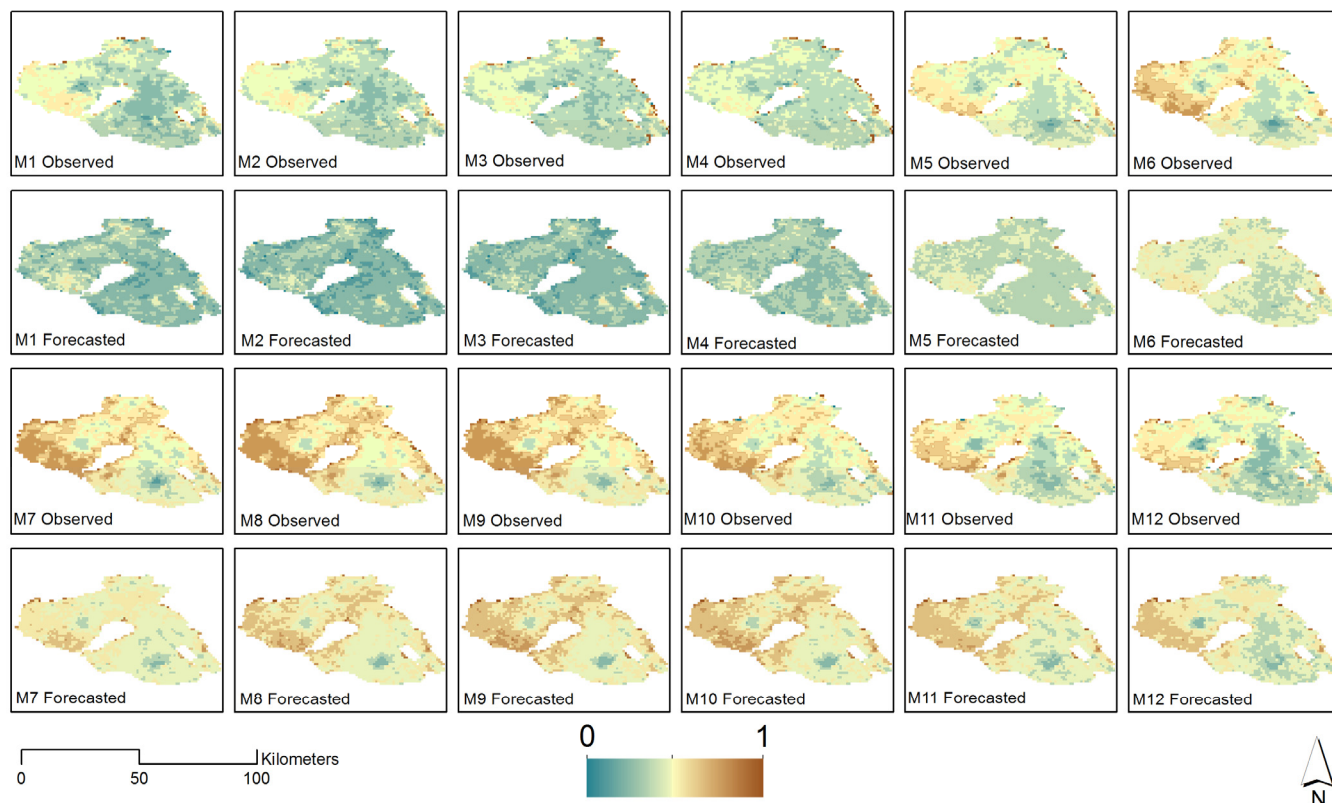 M1 Observed
M2 Observed
M3 Observed
M4 Observed
M5 Observed
M6 Observed
M1 Forecasted
M2 Forecasted
M3 Forecasted
M4 Forecasted
M5 Forecasted
M6 Forecasted
M7 Observed
M8 Observed
M9 Observed
M10 Observed
M11 Observed
M12 Observed
M7 Forecasted
M8 Forecasted
M9 Forecasted
M10 Forecasted
M11 Forecasted
M12 Forecasted
Kilometers
0 50 100
0 1
N